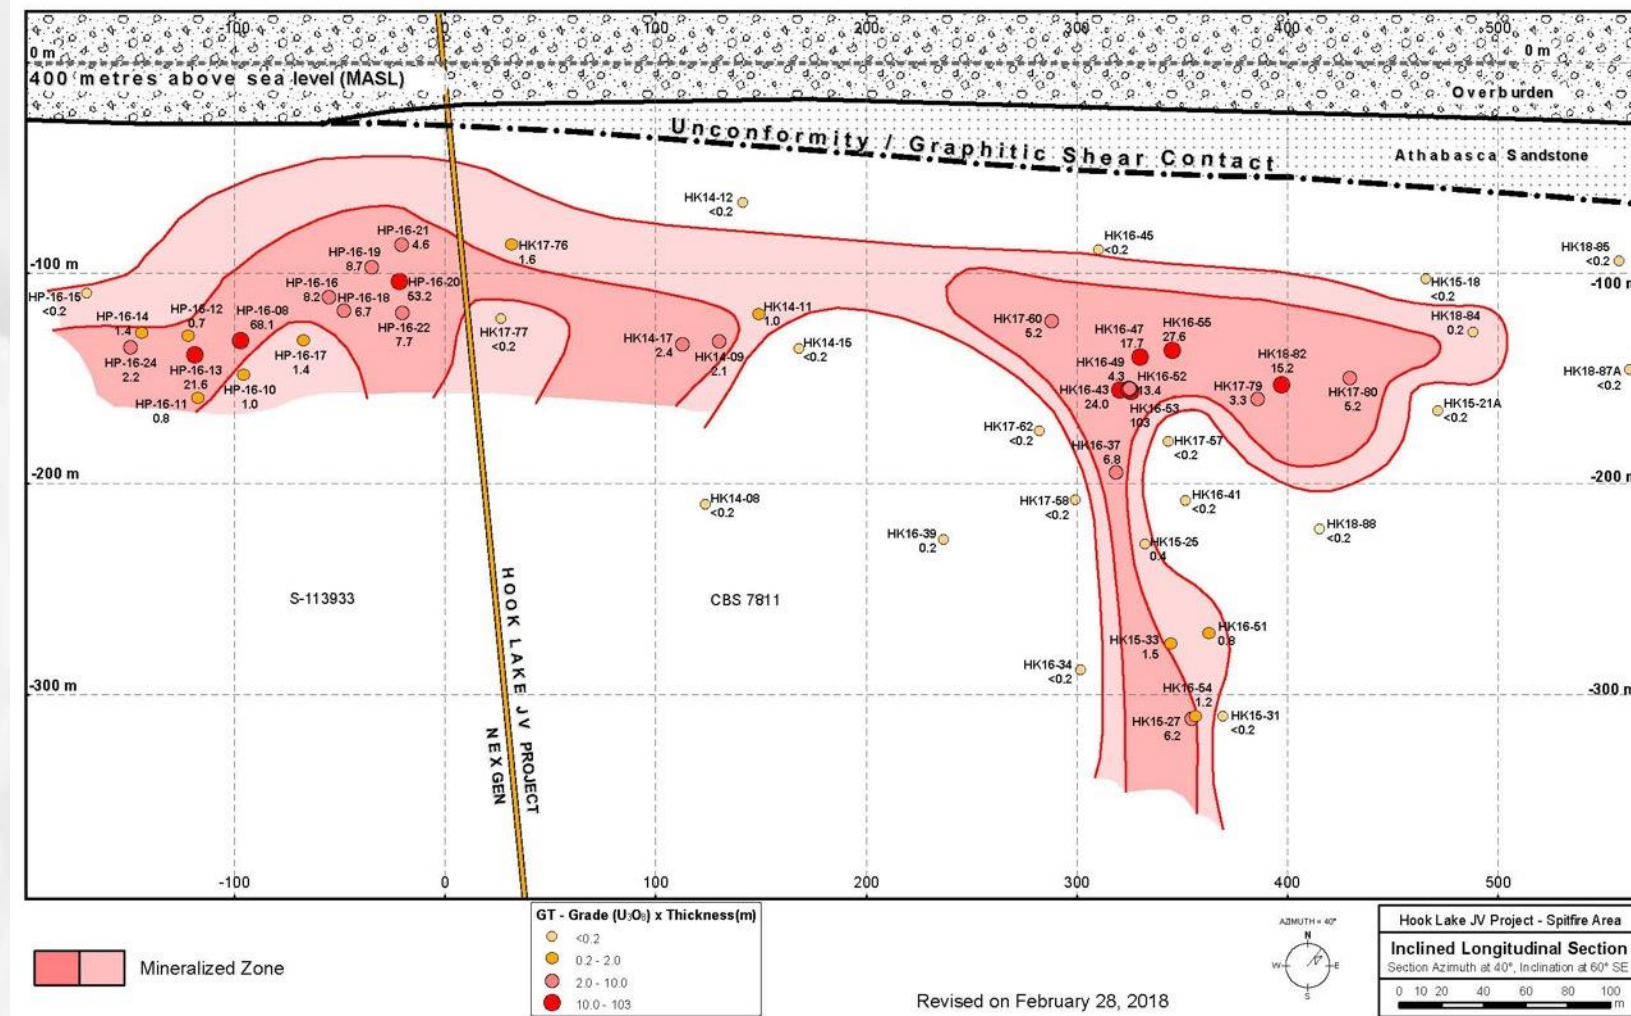 -100
100
200
300
400
500
0 m
0 m
400 metres above sea level (MASL)
Overburden
Unconformity / Graphitic Shear Contact
Athabasca Sandstone
HK14-12
<0.2
HP-16-21
4.6
HK17-76
1.6
HK16-45
<0.2
HK18-85
<0.2
HP-16-19
8.7
-100 m
-100 m
HK15-18
<0.2
HP-16-15
<0.2
HP-16-16
8.2
HP-16-18
6.7
HP-16-20
53.2
HP-16-22
7.7
HP-16-14
1.4
HP-16-12
0.7
HP-16-08
68.1
HP-16-24
2.2
HP-16-13
21.6
HP-16-17
1.4
HP-16-10
1.0
HP-16-11
0.8
HK17-77
<0.2
HK14-11
1.0
HK14-17
2.4
HK14-09
2.1
HK14-15
<0.2
HK17-60
5.2
HK16-47
17.7
HK16-55
27.6
HK18-84
0.2
HK16-49
4.3
HK16-52
13.4
HK16-43
24.0
HK16-53
103
HK18-82
15.2
HK17-79
3.3
HK17-80
5.2
HK18-87A
<0.2
HK15-21A
<0.2
HK17-62
<0.2
HK16-37
6.8
HK17-57
<0.2
-200 m
-200 m
HK14-08
<0.2
HK17-58
<0.2
HK16-41
<0.2
HK16-39
0.2
HK15-25
0.4
HK18-88
<0.2
S-113933
CBS 7811
HOOK LAKE JV PROJECT
NEXGEN
HK15-33
1.5
HK16-51
0.8
HK16-34
<0.2
-300 m
-300 m
HK16-54
1.2
HK15-27
6.2
HK15-31
<0.2
-100
0
100
200
300
400
500
GT - Grade (U₃O₈) x Thickness(m)
<0.2
0.2 - 2.0
2.0 - 10.0
10.0 - 103
Mineralized Zone
AZIMUTH = 40°
N
W
E
S
Revised on February 28, 2018
Hook Lake JV Project - Spitfire Area
Inclined Longitudinal Section
Section Azimuth at 40°, Inclination at 60° SE
0 10 20 40 60 80 100
m